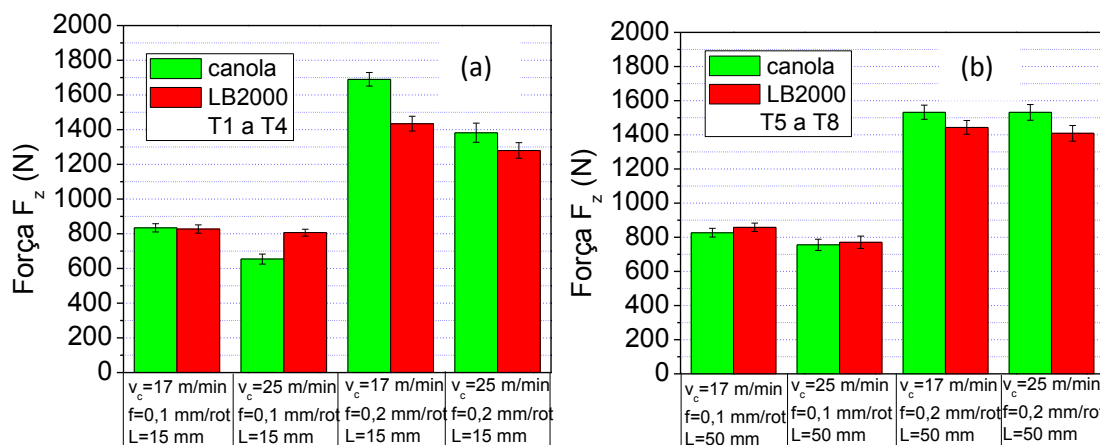 Força F_z (N)
2000
1800
1600
1400
1200
1000
800
600
400
200
0
canola
LB2000
T1 a T4
(a)
v_c=17 m/min
f=0,1 mm/rot
L=15 mm
v_c=25 m/min
f=0,1 mm/rot
L=15 mm
v_c=17 m/min
f=0,2 mm/rot
L=15 mm
v_c=25 m/min
f=0,2 mm/rot
L=15 mm
Força F_z (N)
2000
1800
1600
1400
1200
1000
800
600
400
200
0
canola
LB2000
T5 a T8
(b)
v_c=17 m/min
f=0,1 mm/rot
L=50 mm
v_c=25 m/min
f=0,1 mm/rot
L=50 mm
v_c=17 m/min
f=0,2 mm/rot
L=50 mm
v_c=25 m/min
f=0,2 mm/rot
L=50 mm